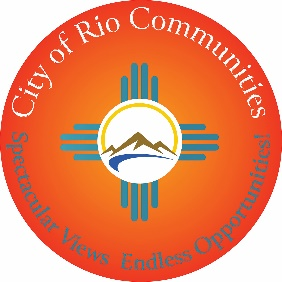 City of Rio Communities
Spectacular Views Endless Opportunities!